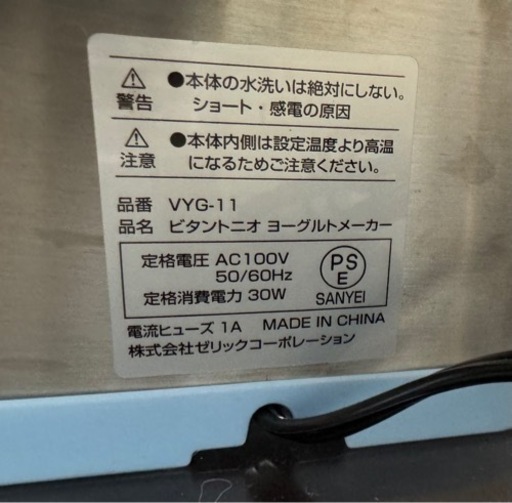 警告
●本体の水洗いは絶対にしない。
ショート・感電の原因
注意
●本体内側は設定温度より高温
になるためご注意ください。
品番 VYG-11
品名 ビタントニオ ヨーグルトメーカー
定格電圧 AC100V
50/60Hz
定格消費電力 30W
PS
E
SANYEI
電流ヒューズ 1A MADE IN CHINA
株式会社ゼリックコーポレーション